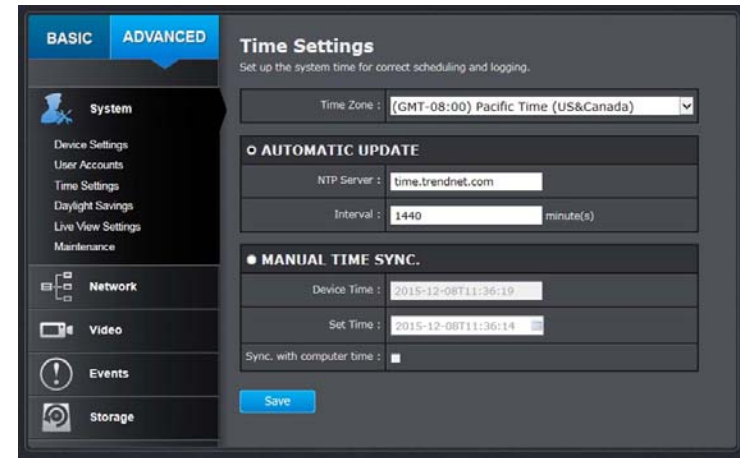 BASIC ADVANCED
System
Device Settings
User Accounts
Time Settings
Daylight Savings
Live View Settings
Maintenance
Network
Video
Events
Storage
Time Settings
Set up the system time for correct scheduling and logging.
Time Zone : (GMT-08:00) Pacific Time (US&Canada)
AUTOMATIC UPDATE
NTP Server : time.trendnet.com
Interval : 1440 minute(s)
MANUAL TIME SYNC.
Device Time : 2015-12-08T11:36:19
Set Time : 2015-12-08T11:36:14
Sync. with computer time :
Save